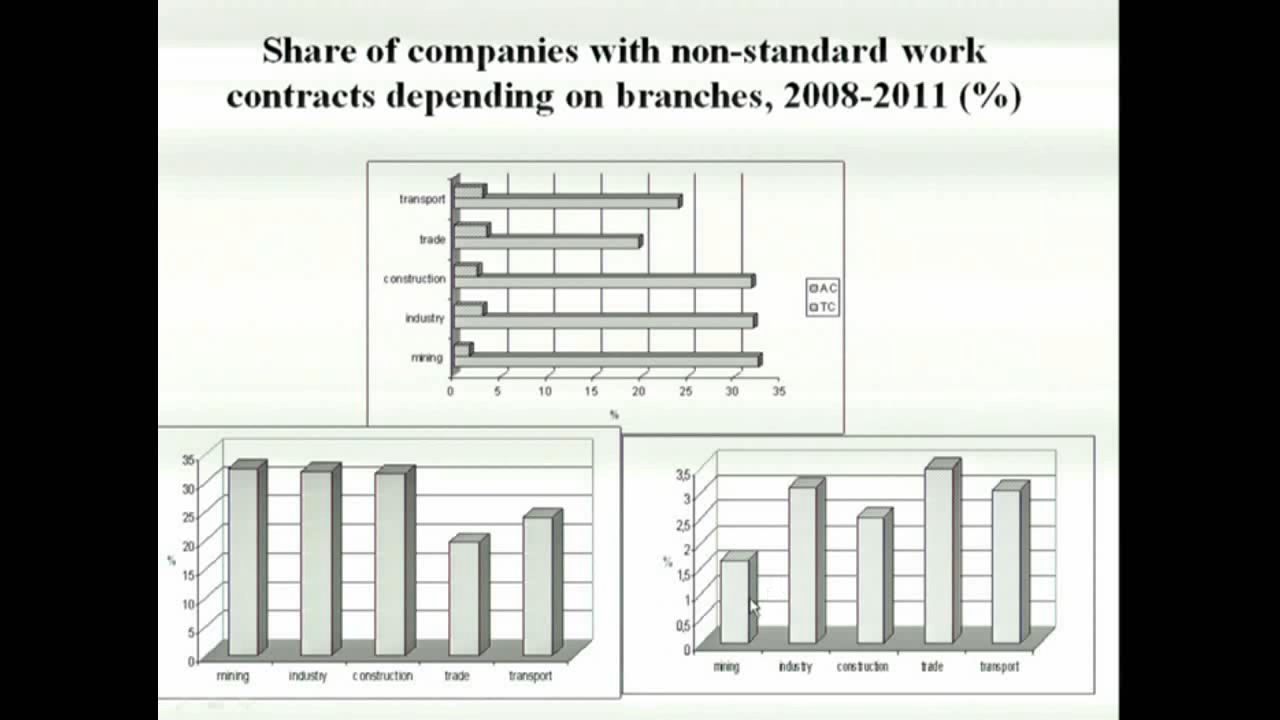 Share of companies with non-standard work
contracts depending on branches, 2008-2011 (%)
transport
trade
construction
industry
mining
0 5 10 15 20 25 30 35
%
AC
TC
35
30
25
20
15
10
5
0
%
mining industry construction trade transport
3,5
3
2,5
2
1,5
1
0,5
0
%
mining industry construction trade transport